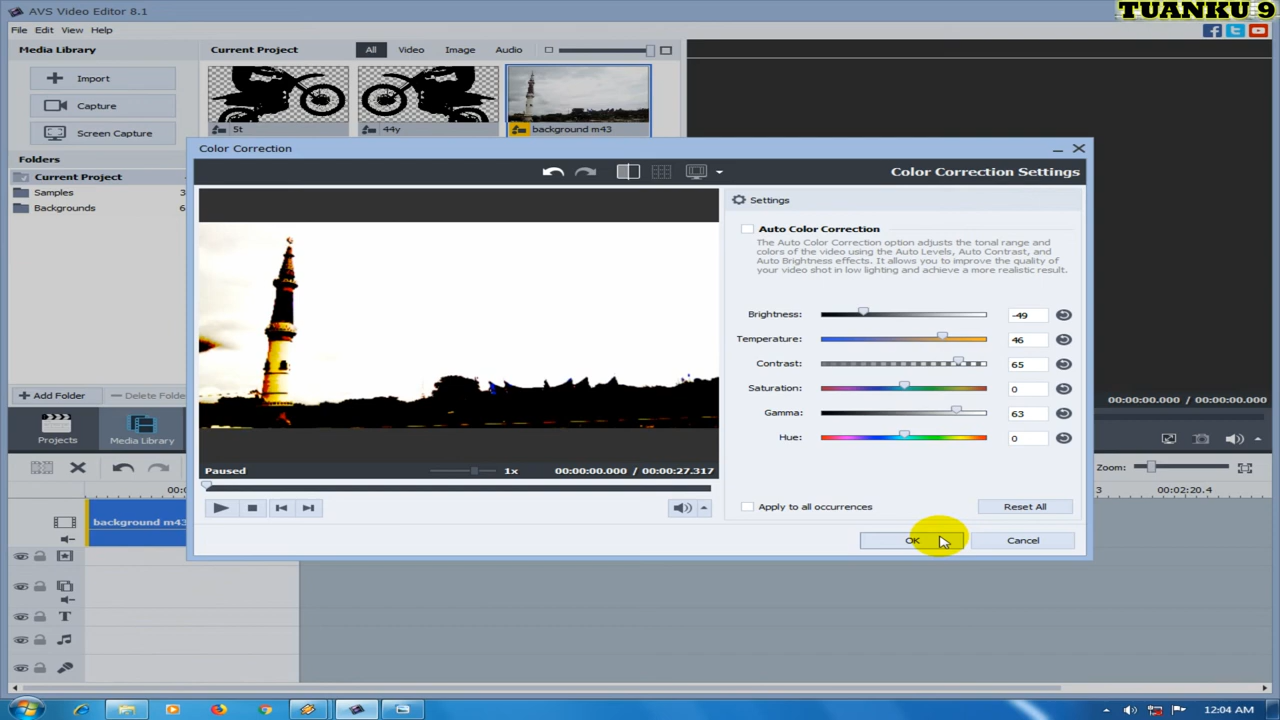 AVS Video Editor 8.1
TUANKU 9
File Edit View Help
Media Library
Current Project
All
Video
Image
Audio
Import
Capture
Screen Capture
5t
44y
background m43
Folders
Current Project
Samples 3
Backgrounds 6
Color Correction
Color Correction Settings
Settings
Auto Color Correction
The Auto Color Correction option adjusts the tonal range and
colors of the video using the Auto Levels, Auto Contrast, and
Auto Brightness effects. It allows you to improve the quality of
your video shot in low lighting and achieve a more realistic result.
Brightness: -49
Temperature: 46
Contrast: 65
Saturation: 0
Gamma: 63
Hue: 0
Paused
1x
00:00:00.000 / 00:00:27.317
Apply to all occurrences
Reset All
OK
Cancel
+ Add Folder
Delete Folde
00:00:00.000 / 00:00:00.000
Projects
Media Library
Zoom:
00:0
3
00:02:20.4
background m43
T
12:04 AM